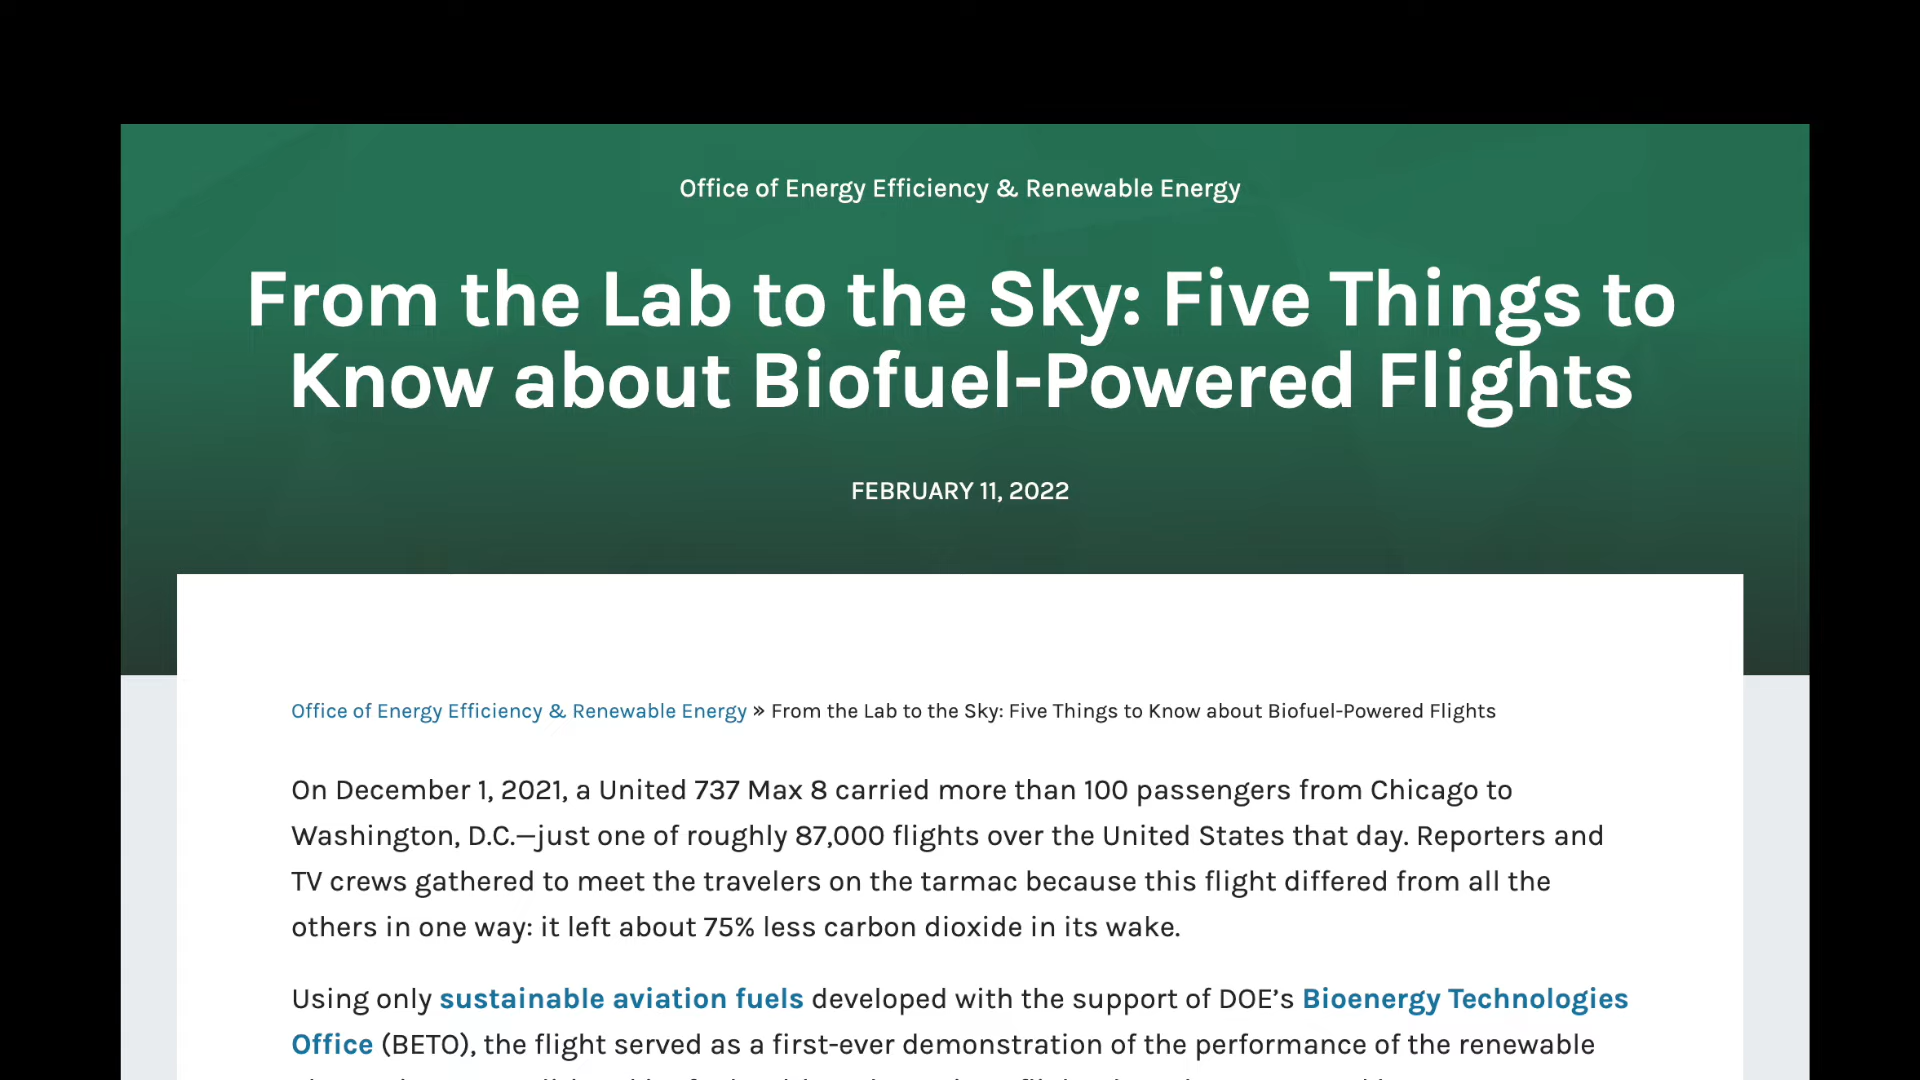 Office of Energy Efficiency & Renewable Energy
From the Lab to the Sky: Five Things to
Know about Biofuel-Powered Flights
FEBRUARY 11, 2022
Office of Energy Efficiency & Renewable Energy » From the Lab to the Sky: Five Things to Know about Biofuel-Powered Flights
On December 1, 2021, a United 737 Max 8 carried more than 100 passengers from Chicago to
Washington, D.C.—just one of roughly 87,000 flights over the United States that day. Reporters and
TV crews gathered to meet the travelers on the tarmac because this flight differed from all the
others in one way: it left about 75% less carbon dioxide in its wake.
Using only sustainable aviation fuels developed with the support of DOE’s Bioenergy Technologies
Office (BETO), the flight served as a first-ever demonstration of the performance of the renewable